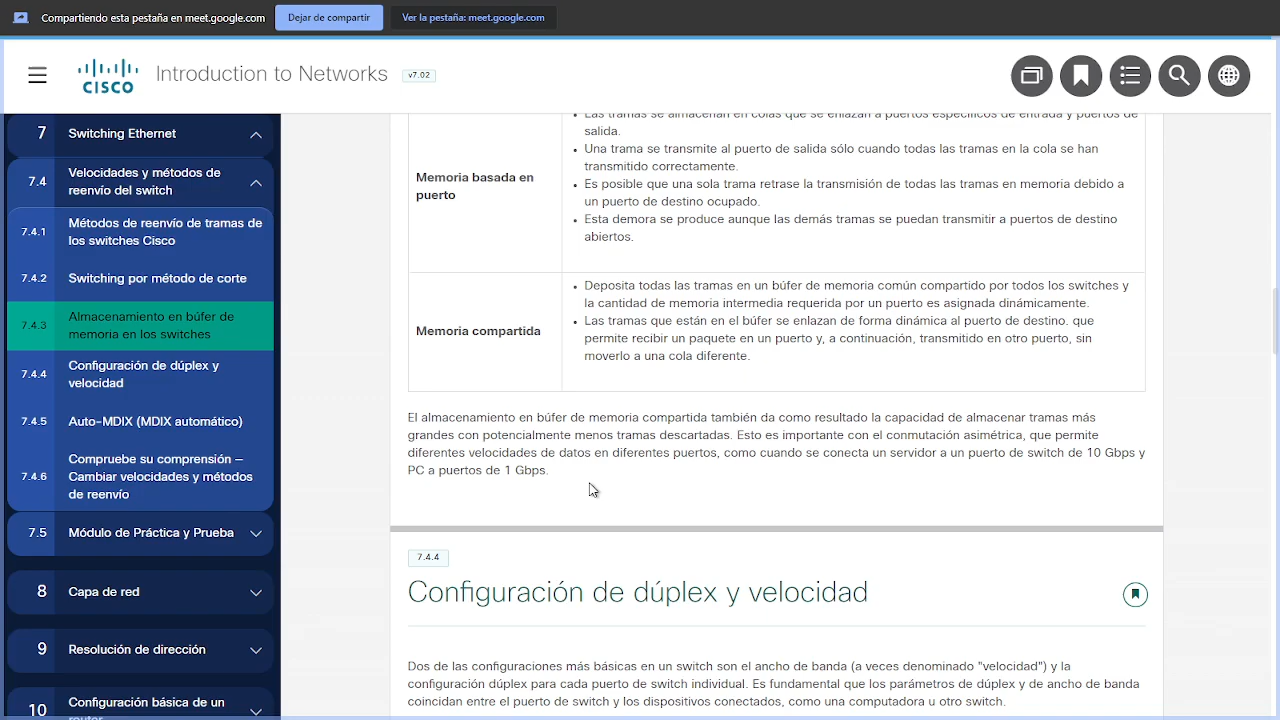 Compartiendo esta pestaña en meet.google.com
Dejar de compartir
Ver la pestaña: meet.google.com
CISCO
Introduction to Networks
v7.02
7 Switching Ethernet
7.4 Velocidades y métodos de
reenvío del switch
7.4.1 Métodos de reenvío de tramas de
los switches Cisco
7.4.2 Switching por método de corte
7.4.3 Almacenamiento en búfer de
memoria en los switches
7.4.4 Configuración de dúplex y
velocidad
7.4.5 Auto-MDIX (MDIX automático)
7.4.6 Compruebe su comprensión –
Cambiar velocidades y métodos
de reenvío
7.5 Módulo de Práctica y Prueba
8 Capa de red
9 Resolución de dirección
10 Configuración básica de un
router
Memoria basada en
puerto
• Las tramas se almacenan en colas que se enlazan a puertos específicos de entrada y puertos de
salida.
• Una trama se transmite al puerto de salida sólo cuando todas las tramas en la cola se han
transmitido correctamente.
• Es posible que una sola trama retrase la transmisión de todas las tramas en memoria debido a
un puerto de destino ocupado.
• Esta demora se produce aunque las demás tramas se puedan transmitir a puertos de destino
abiertos.
Memoria compartida
• Deposita todas las tramas en un búfer de memoria común compartido por todos los switches y
la cantidad de memoria intermedia requerida por un puerto es asignada dinámicamente.
• Las tramas que están en el búfer se enlazan de forma dinámica al puerto de destino. que
permite recibir un paquete en un puerto y, a continuación, transmitido en otro puerto, sin
moverlo a una cola diferente.
El almacenamiento en búfer de memoria compartida también da como resultado la capacidad de almacenar tramas más
grandes con potencialmente menos tramas descartadas. Esto es importante con el conmutación asimétrica, que permite
diferentes velocidades de datos en diferentes puertos, como cuando se conecta un servidor a un puerto de switch de 10 Gbps y
PC a puertos de 1 Gbps.
7.4.4
Configuración de dúplex y velocidad
Dos de las configuraciones más básicas en un switch son el ancho de banda (a veces denominado "velocidad") y la
configuración dúplex para cada puerto de switch individual. Es fundamental que los parámetros de dúplex y de ancho de banda
coincidan entre el puerto de switch y los dispositivos conectados, como una computadora u otro switch.